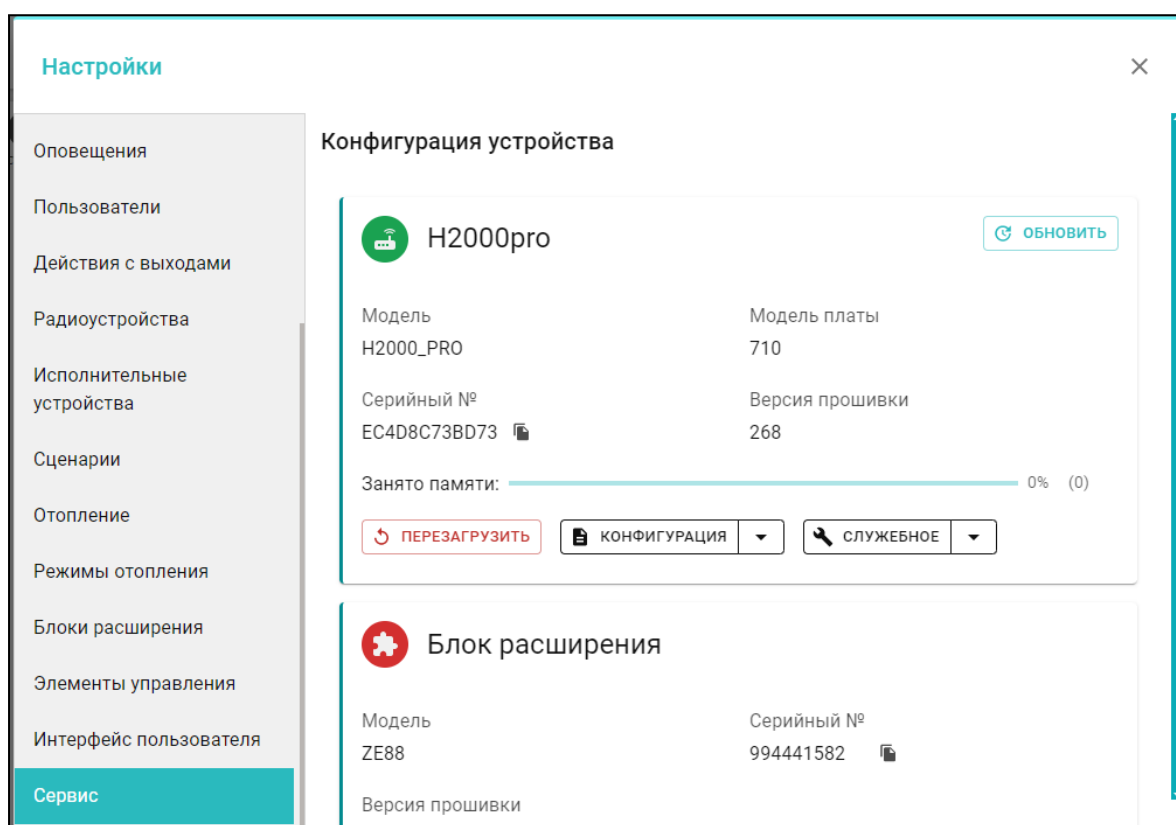 Настройки
Оповещения
Пользователи
Действия с выходами
Радиоустройства
Исполнительные
устройства
Сценарии
Отопление
Режимы отопления
Блоки расширения
Элементы управления
Интерфейс пользователя
Сервис
Конфигурация устройства
H2000pro
ОБНОВИТЬ
Модель
Модель платы
H2000_PRO
710
Серийный №
Версия прошивки
EC4D8C73BD73
268
Занято памяти:
0% (0)
ПЕРЕЗАГРУЗИТЬ
КОНФИГУРАЦИЯ
СЛУЖЕБНОЕ
Блок расширения
Модель
Серийный №
ZE88
994441582
Версия прошивки